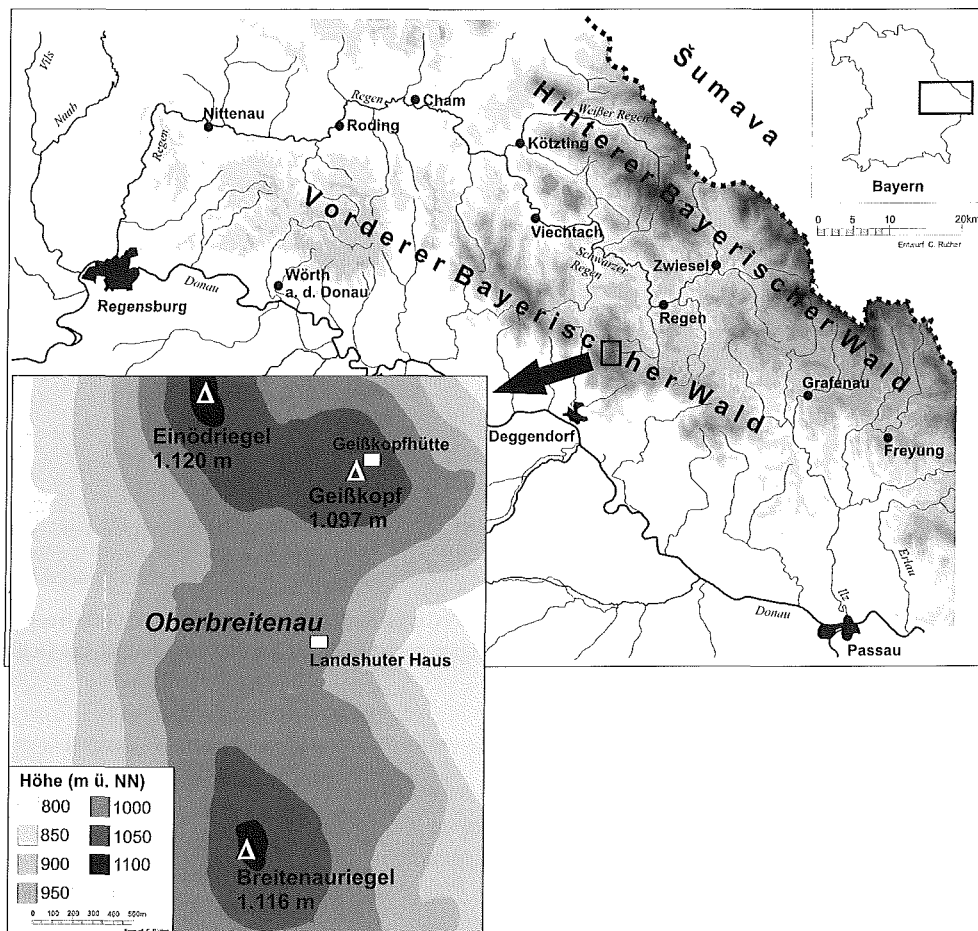 Vils
Naab
Regen
Nittenau
Regen
Roding
Cham
Weißer Regen
Kötzting
Šumava
Hinterer Bayerischer Wald
Vorderer Bayerischer Wald
Viechtach
Schwarzer
Regen
Zwiesel
Regen
Regensburg
Donau
Wörth
a. d. Donau
Grafenau
Freyung
Deggendorf
Donau
Ilz
Erlau
Passau
Bayern
0 5 10 20km
Entwurf C. Rücher
Einödriegel
1.120 m
Geißkopfhütte
Geißkopf
1.097 m
Oberbreitenau
Landshuter Haus
Breitenauriegel
1.116 m
Höhe (m ü. NN)
800
850
900
950
1000
1050
1100
0 100 200 300 400 500m